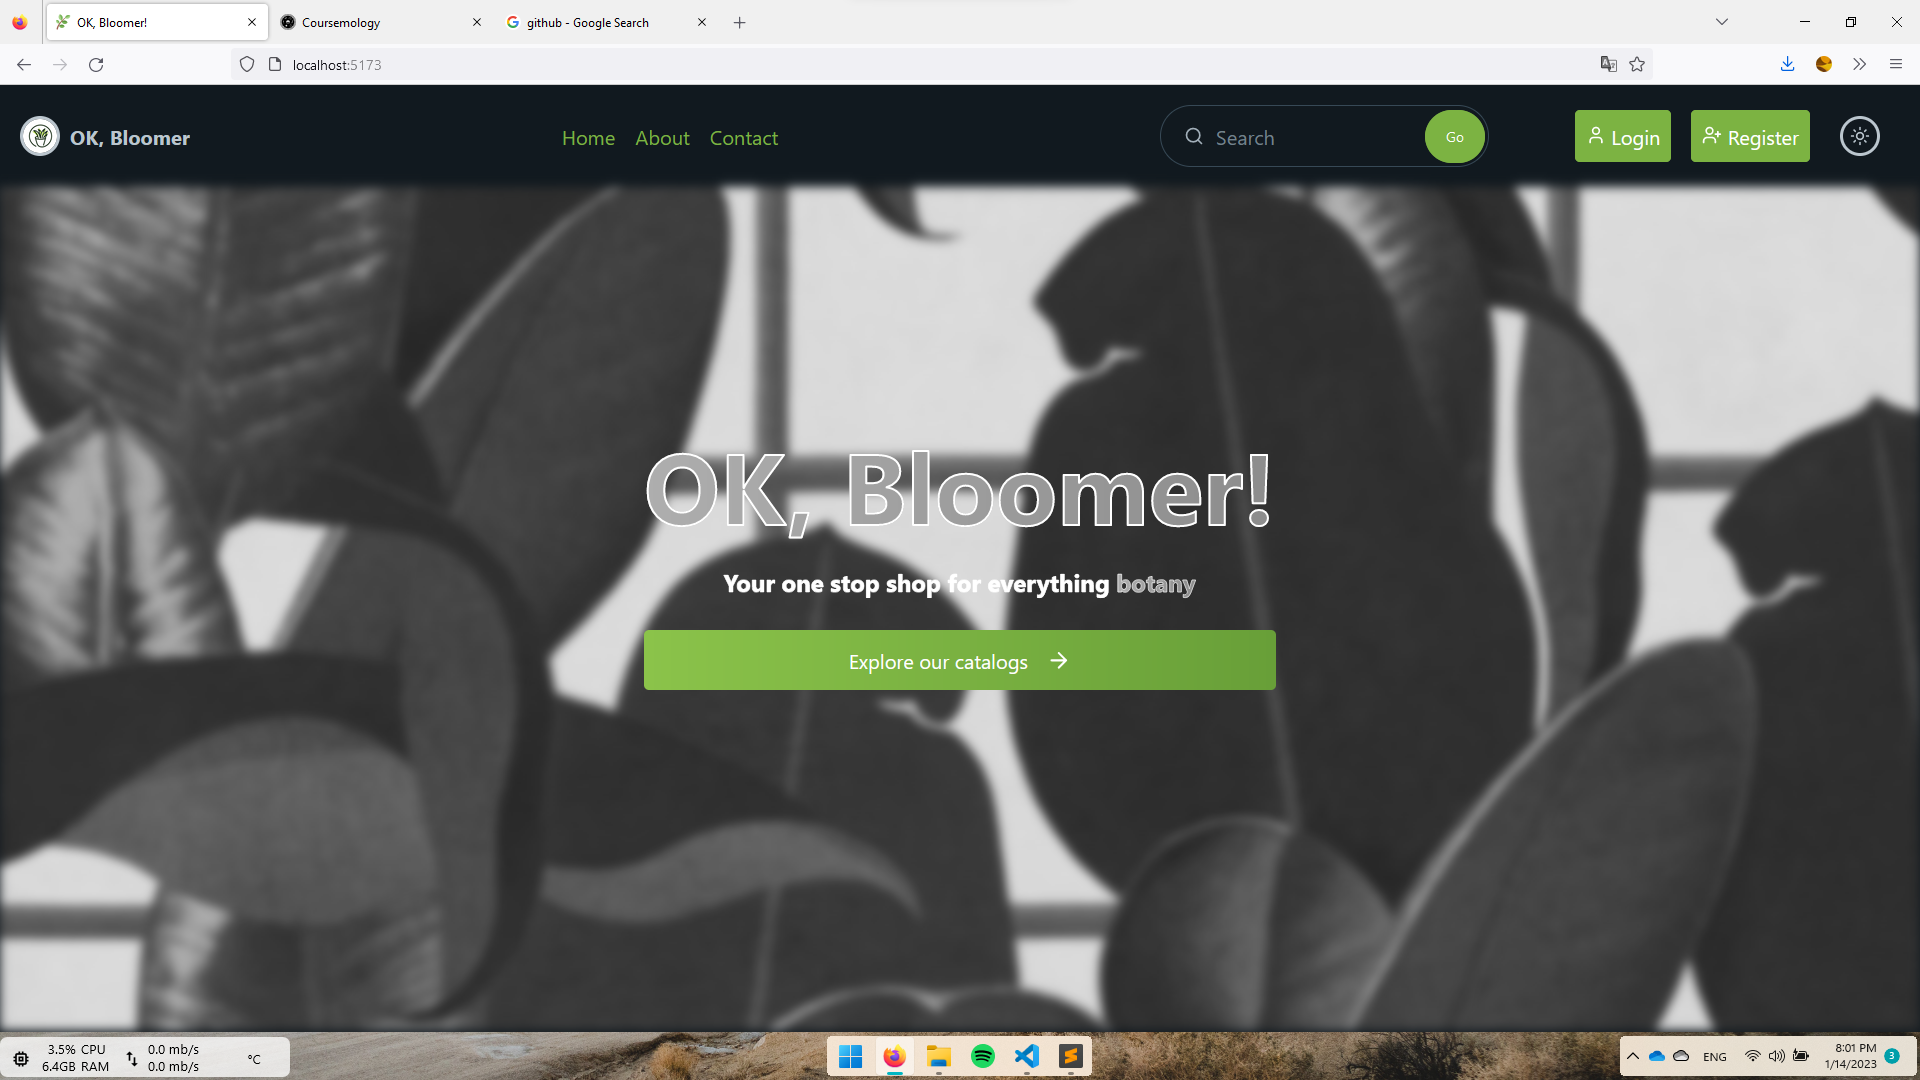 OK, Bloomer!
Coursemology
github - Google Search
localhost:5173
OK, Bloomer
Home About Contact
Search
Go
Login
Register
OK, Bloomer!
Your one stop shop for everything botany
Explore our catalogs
3.5% CPU
6.4GB RAM
0.0 mb/s
0.0 mb/s
°C
ENG
8:01 PM
1/14/2023
3